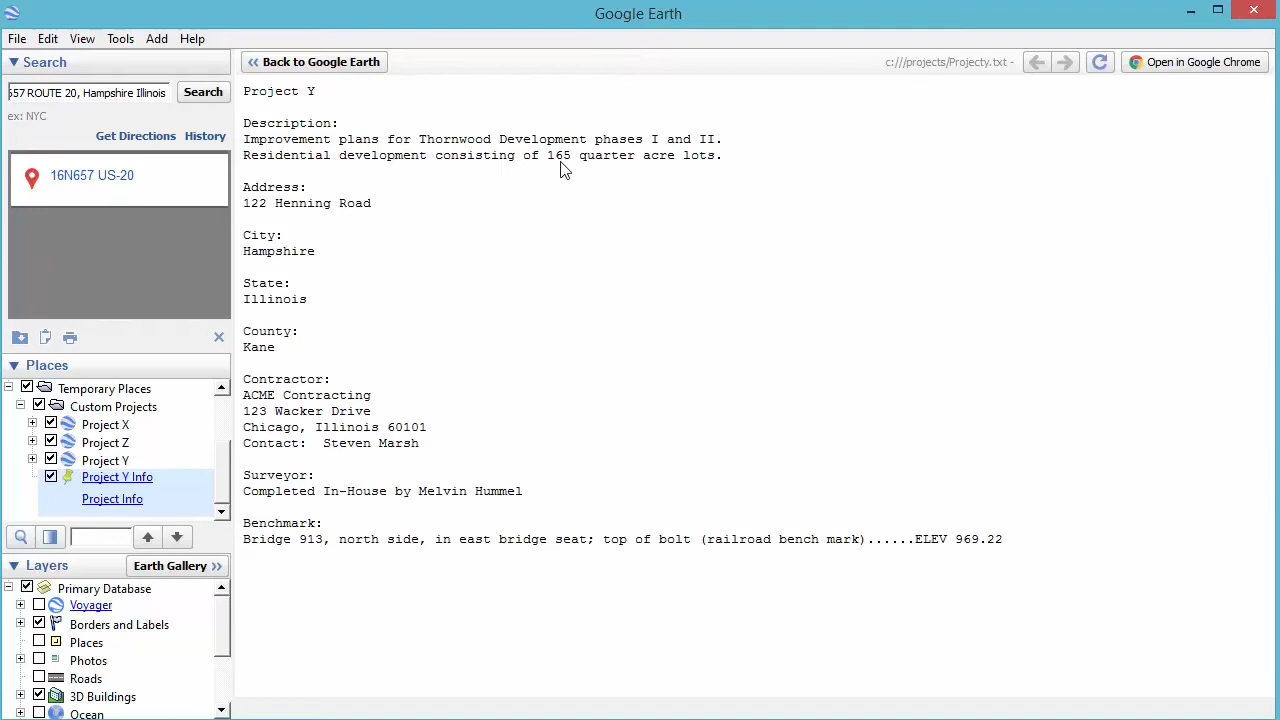 Google Earth
File Edit View Tools Add Help
Search
557 ROUTE 20, Hampshire Illinois Search
ex: NYC
Get Directions History
16N657 US-20
Places
Temporary Places
Custom Projects
Project X
Project Z
Project Y
Project Y Info
Project Info
Layers
Earth Gallery >>
Primary Database
Voyager
Borders and Labels
Places
Photos
Roads
3D Buildings
Ocean
Back to Google Earth
c:///projects/Projecty.txt -
Open in Google Chrome
Project Y
Description:
Improvement plans for Thornwood Development phases I and II.
Residential development consisting of 165 quarter acre lots.
Address:
122 Henning Road
City:
Hampshire
State:
Illinois
County:
Kane
Contractor:
ACME Contracting
123 Wacker Drive
Chicago, Illinois 60101
Contact:  Steven Marsh
Surveyor:
Completed In-House by Melvin Hummel
Benchmark:
Bridge 913, north side, in east bridge seat; top of bolt (railroad bench mark)......ELEV 969.22